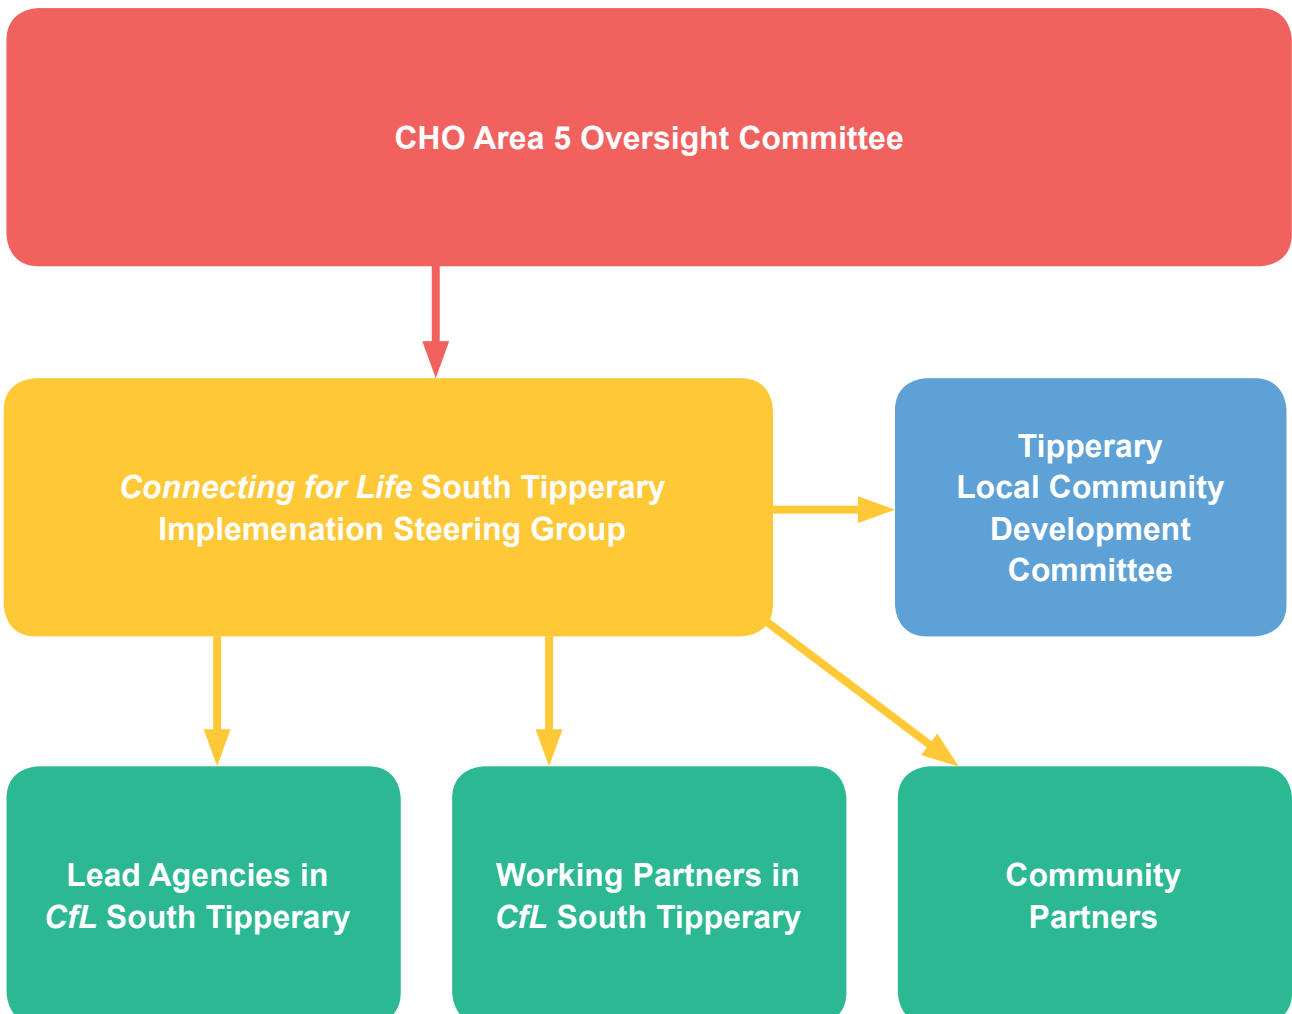 CHO Area 5 Oversight Committee
Connecting for Life South Tipperary
Implemenation Steering Group
Tipperary
Local Community
Development
Committee
Lead Agencies in
CfL South Tipperary
Working Partners in
CfL South Tipperary
Community
Partners